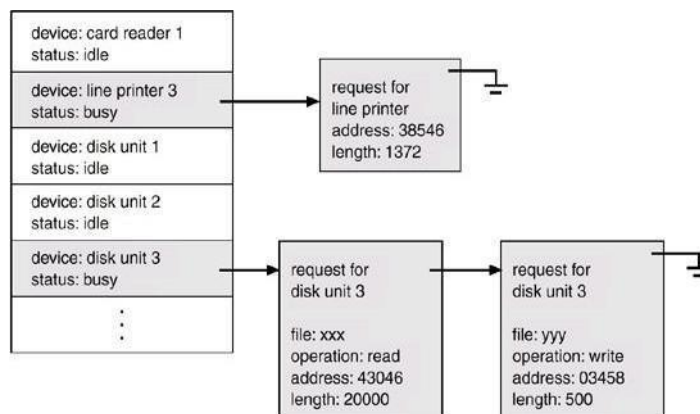 device: card reader 1
status: idle
device: line printer 3
status: busy
device: disk unit 1
status: idle
device: disk unit 2
status: idle
device: disk unit 3
status: busy
request for
line printer
address: 38546
length: 1372
request for
disk unit 3
file: xxx
operation: read
address: 43046
length: 20000
request for
disk unit 3
file: yyy
operation: write
address: 03458
length: 500